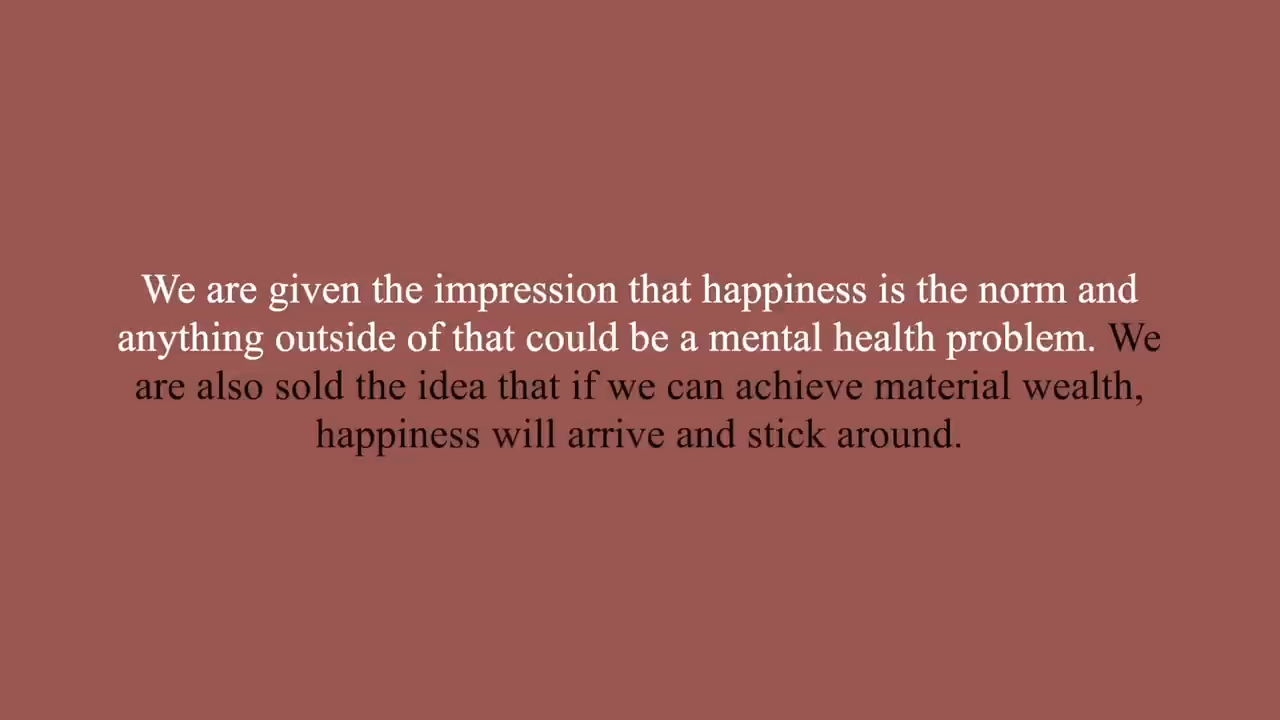 We are given the impression that happiness is the norm and
anything outside of that could be a mental health problem. We
are also sold the idea that if we can achieve material wealth,
happiness will arrive and stick around.